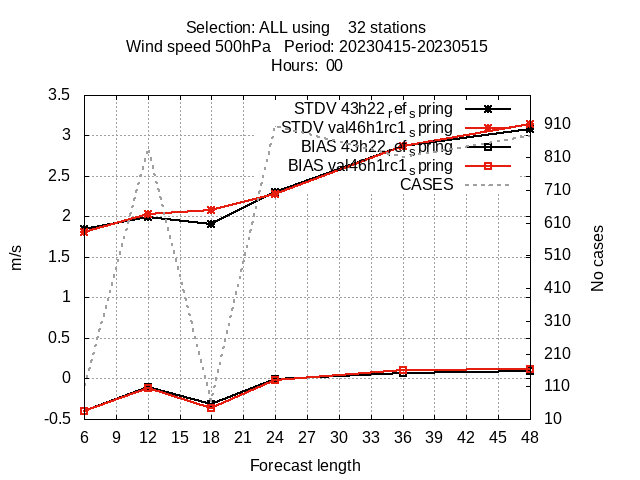 Selection: ALL using 32 stations
Wind speed 500hPa Period: 20230415-20230515
Hours: 00
STDV 43h22_ref_spring
STDV val46h1rc1_spring
BIAS 43h22_ref_spring
BIAS val46h1rc1_spring
CASES
3.5
3
2.5
2
1.5
1
0.5
0
-0.5
m/s
910
810
710
610
510
410
310
210
110
10
No cases
6 9 12 15 18 21 24 27 30 33 36 39 42 45 48
Forecast length